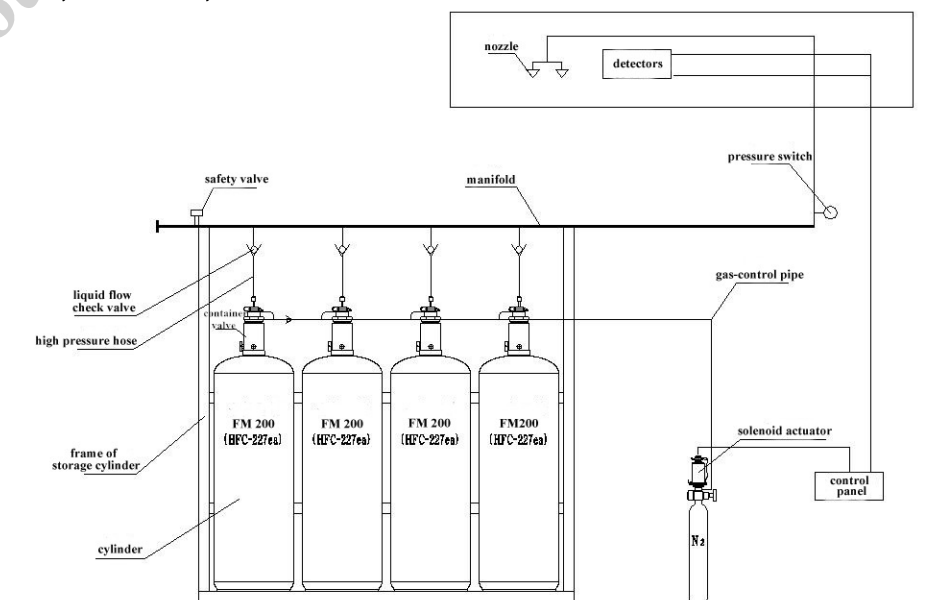 nozzle
detectors
pressure switch
safety valve
manifold
gas-control pipe
liquid flow
check valve
containe
valve
high pressure hose
FM 200
(HFC-227ea)
FM 200
(HFC-227ea)
FM 200
(HFC-227ea)
FM200
(HFC-227ea)
solenoid actuator
frame of
storage cylinder
control
panel
N2
cylinder